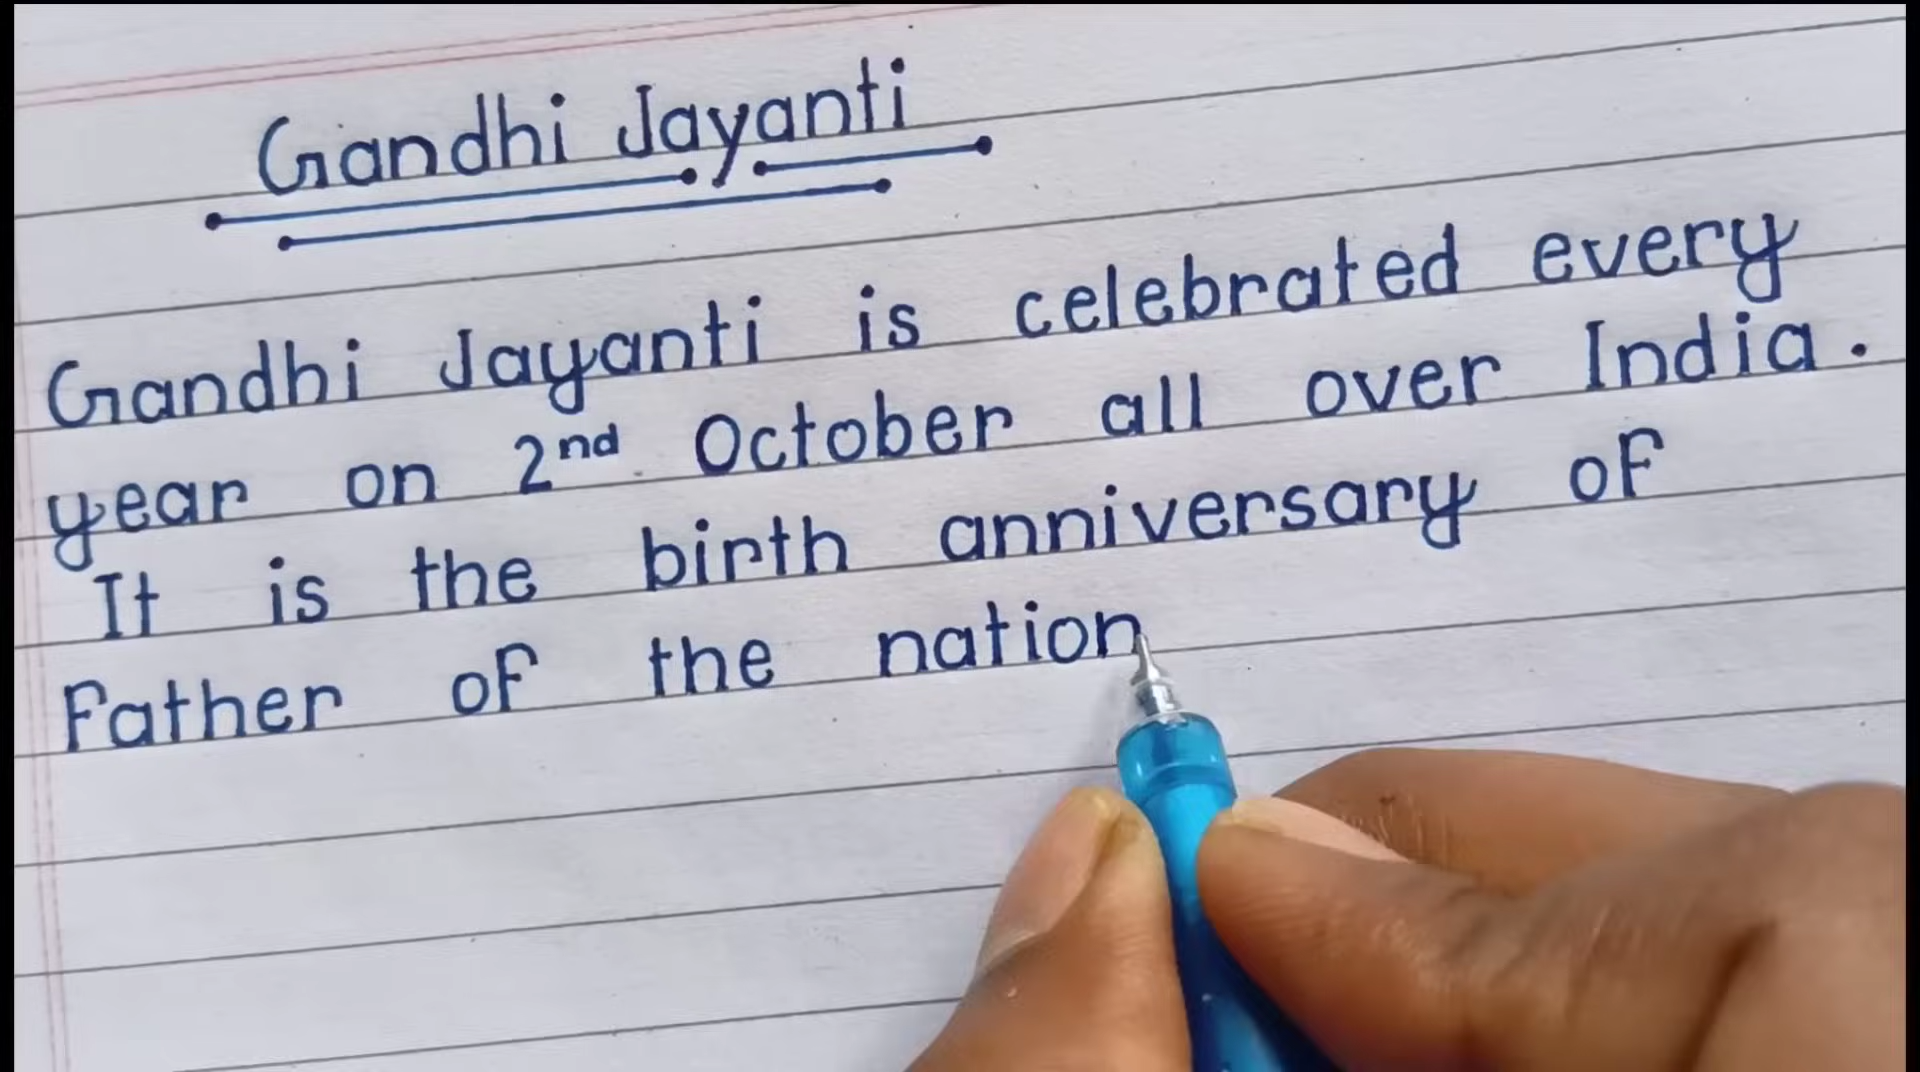 Gandhi Jayanti
Gandhi Jayanti is celebrated every
year on 2nd October all over India.
It is the birth anniversary of
Father of the nation